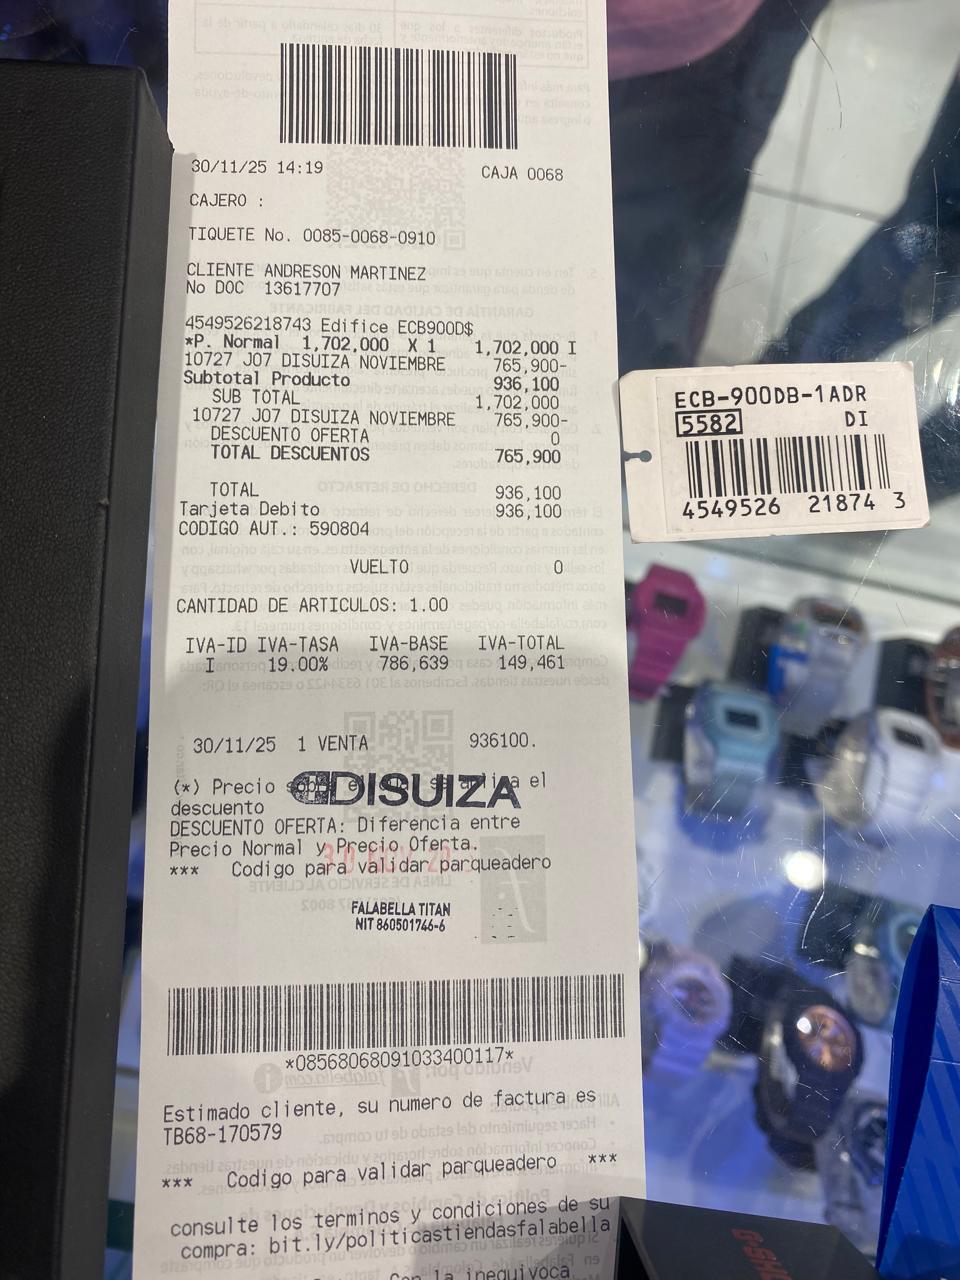 30/11/25 14:19 CAJA 0068
CAJERO :
TIQUETE No. 0085-0068-0910
CLIENTE ANDRESON MARTINEZ
No DOC 13617707
4549526218743 Edifice ECB900D$
*P. Normal 1,702,000 X 1 1,702,000 I
10727 J07 DISUIZA NOVIEMBRE 765,900-
Subtotal Producto 936,100
SUB TOTAL 1,702,000
10727 J07 DISUIZA NOVIEMBRE 765,900-
DESCUENTO OFERTA 0
TOTAL DESCUENTOS 765,900
TOTAL 936,100
Tarjeta Debito 936,100
CODIGO AUT.: 590804
VUELTO 0
CANTIDAD DE ARTICULOS: 1.00
IVA-ID IVA-TASA IVA-BASE IVA-TOTAL
I 19.00% 786,639 149,461
30/11/25 1 VENTA 936100.
(*) Precio el
DISUIZA
descuento
DESCUENTO OFERTA: Diferencia entre
Precio Normal y Precio Oferta.
*** Codigo para validar parqueadero
FALABELLA TITAN
NIT 860501746-6
*08568068091033400117*
Estimado cliente, su numero de factura es
TB68-170579
*** Codigo para validar parqueadero ***
consulte los terminos y condiciones de su
compra: bit.ly/politicastiendasfalabella
Con la inequivoca
ECB-900DB-1ADR
5582 DI
4549526 21874 3
G-SH